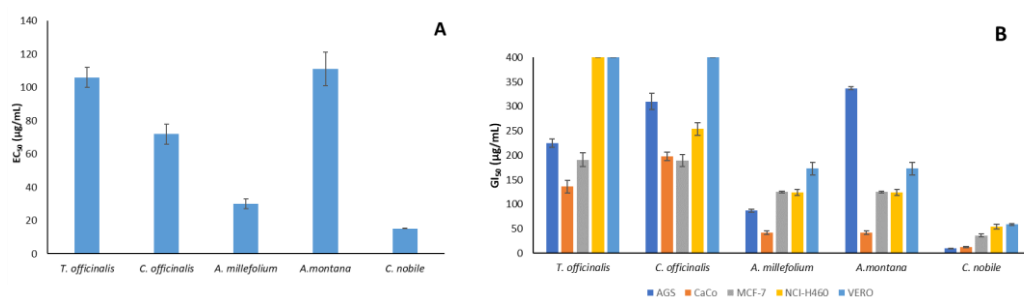 A
140
120
100
80
60
40
20
0
EC50 (µg/mL)
T. officinalis C. officinalis A. millefolium A.montana C. nobile
B
400
350
300
250
200
150
100
50
0
GI50 (µg/mL)
T. officinalis C. officinalis A. millefolium A.montana C. nobile
AGS CaCo MCF-7 NCI-H460 VERO